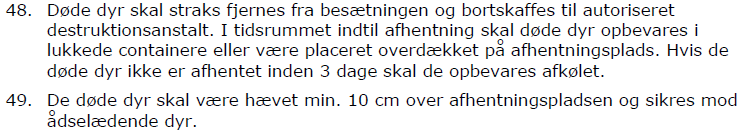 48. Døde dyr skal straks fjernes fra besætningen og bortskaffes til autoriseret
destruktionsanstalt. I tidsrummet indtil afhentning skal døde dyr opbevares i
lukkede containere eller være placeret overdækket på afhentningsplads. Hvis de
døde dyr ikke er afhentet inden 3 dage skal de opbevares afkølet.
49. De døde dyr skal være hævet min. 10 cm over afhentningspladsen og sikres mod
ådselædende dyr.